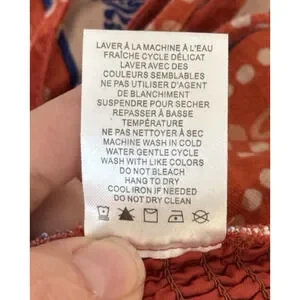 LAVER À LA MACHINE À L'EAU
FRAÎCHE CYCLE DÉLICAT
LAVER AVEC DES
COULEURS SEMBLABLES
NE PAS UTILISER D'AGENT
DE BLANCHIMENT
SUSPENDRE POUR SECHER
REPASSER À BASSE
TEMPÉRATURE
NE PAS NETTOYER À SEC
MACHINE WASH IN COLD
WATER GENTLE CYCLE
WASH WITH LIKE COLORS
DO NOT BLEACH
HANG TO DRY
COOL IRON IF NEEDED
DO NOT DRY CLEAN